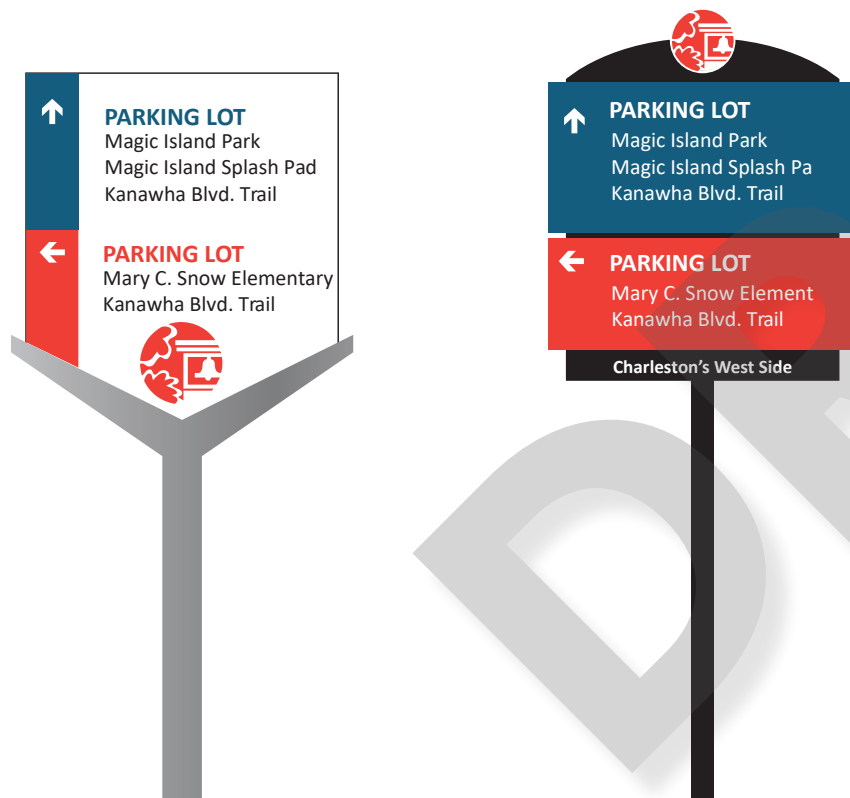 PARKING LOT
Magic Island Park
Magic Island Splash Pad
Kanawha Blvd. Trail
PARKING LOT
Mary C. Snow Elementary
Kanawha Blvd. Trail
PARKING LOT
Magic Island Park
Magic Island Splash Pa
Kanawha Blvd. Trail
PARKING LOT
Mary C. Snow Element
Kanawha Blvd. Trail
Charleston's West Side
D